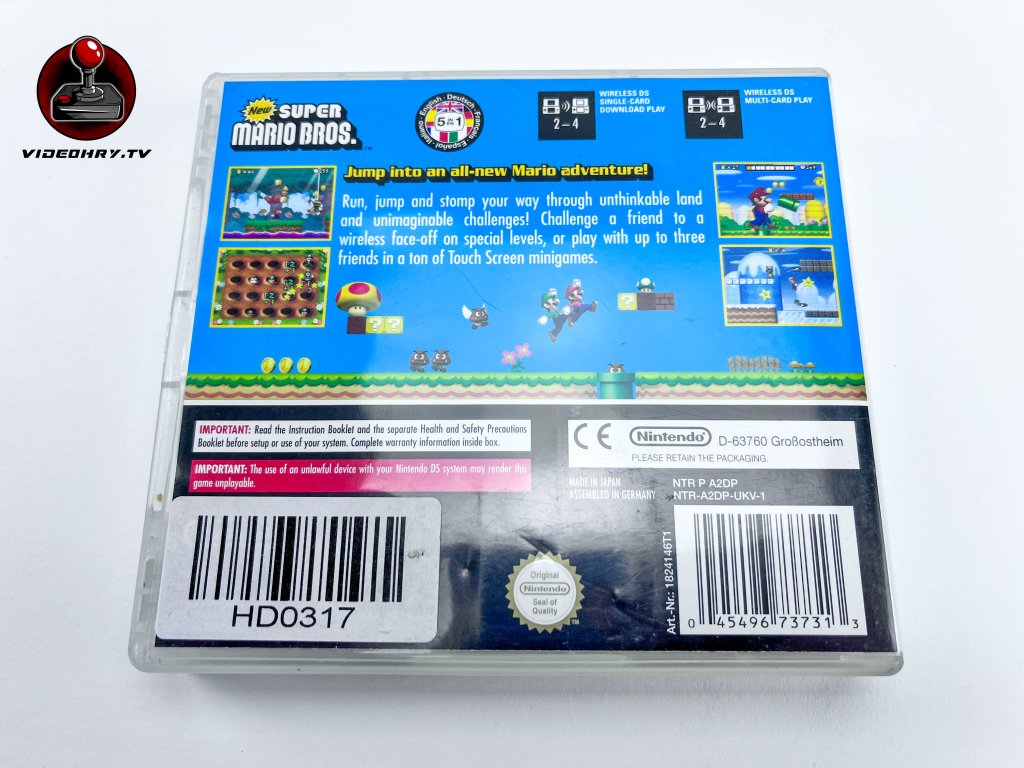 VIDEOHRY.TV
New SUPER
MARIO BROS.™
English · Deutsch · Français · Español · Italiano
5 IN 1
2–4
WIRELESS DS
SINGLE-CARD
DOWNLOAD PLAY
2–4
WIRELESS DS
MULTI-CARD PLAY
Jump into an all-new Mario adventure!
Run, jump and stomp your way through unthinkable land
and unimaginable challenges! Challenge a friend to a
wireless face-off on special levels, or play with up to three
friends in a ton of Touch Screen minigames.
IMPORTANT: Read the Instruction Booklet and the separate Health and Safety Precautions
Booklet before setup or use of your system. Complete warranty information inside box.
IMPORTANT: The use of an unlawful device with your Nintendo DS system may render this
game unplayable.
CE Nintendo® D-63760 Großostheim
PLEASE RETAIN THE PACKAGING.
MADE IN JAPAN
ASSEMBLED IN GERMANY
NTR P A2DP
NTR-A2DP-UKV-1
HD0317
Original
Nintendo
Seal of
Quality
™
Art.-Nr.: 1824146T1
0 45496 73731 3